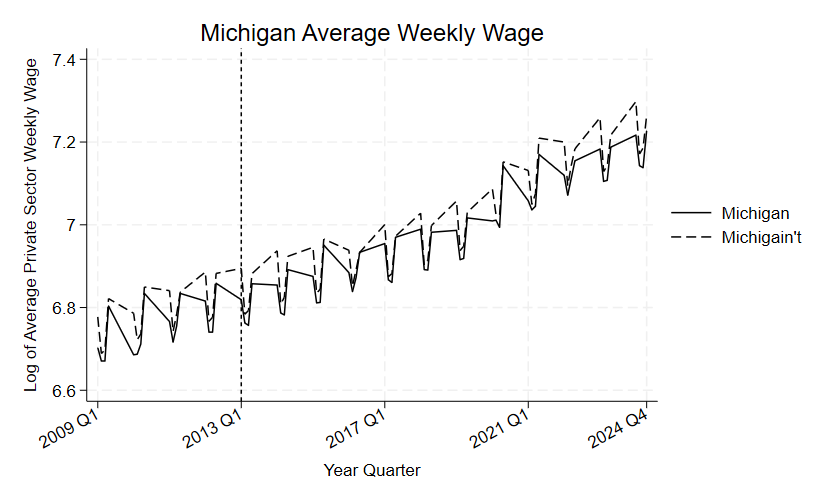 Michigan Average Weekly Wage
Log of Average Private Sector Weekly Wage
7.4
7.2
7
6.8
6.6
2009 Q1
2013 Q1
2017 Q1
2021 Q1
2024 Q4
Year Quarter
Michigan
Michigain't